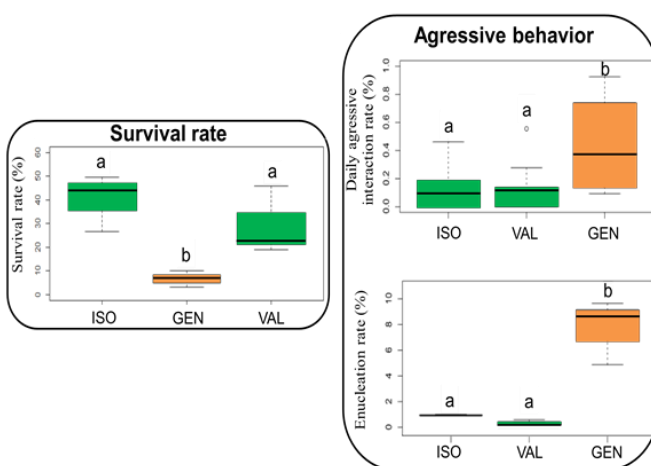 Survival rate
Survival rate (%)
60
50
40
30
20
10
0
a
b
a
ISO
GEN
VAL
Agressive behavior
Daily agressive
interaction rate (%)
1.0
0.8
0.6
0.4
0.2
0.0
a
a
b
ISO
VAL
GEN
Enucleation rate (%)
10
8
6
4
2
0
a
a
b
ISO
VAL
GEN